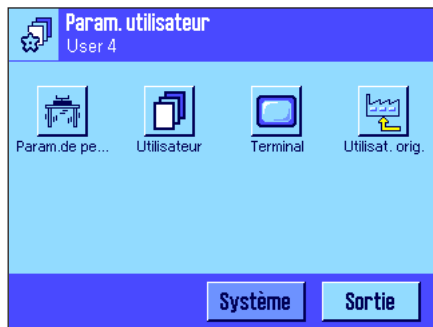 Param. utilisateur
User 4
Param.de pe...
Utilisateur
Terminal
Utilisat. orig.
Système
Sortie